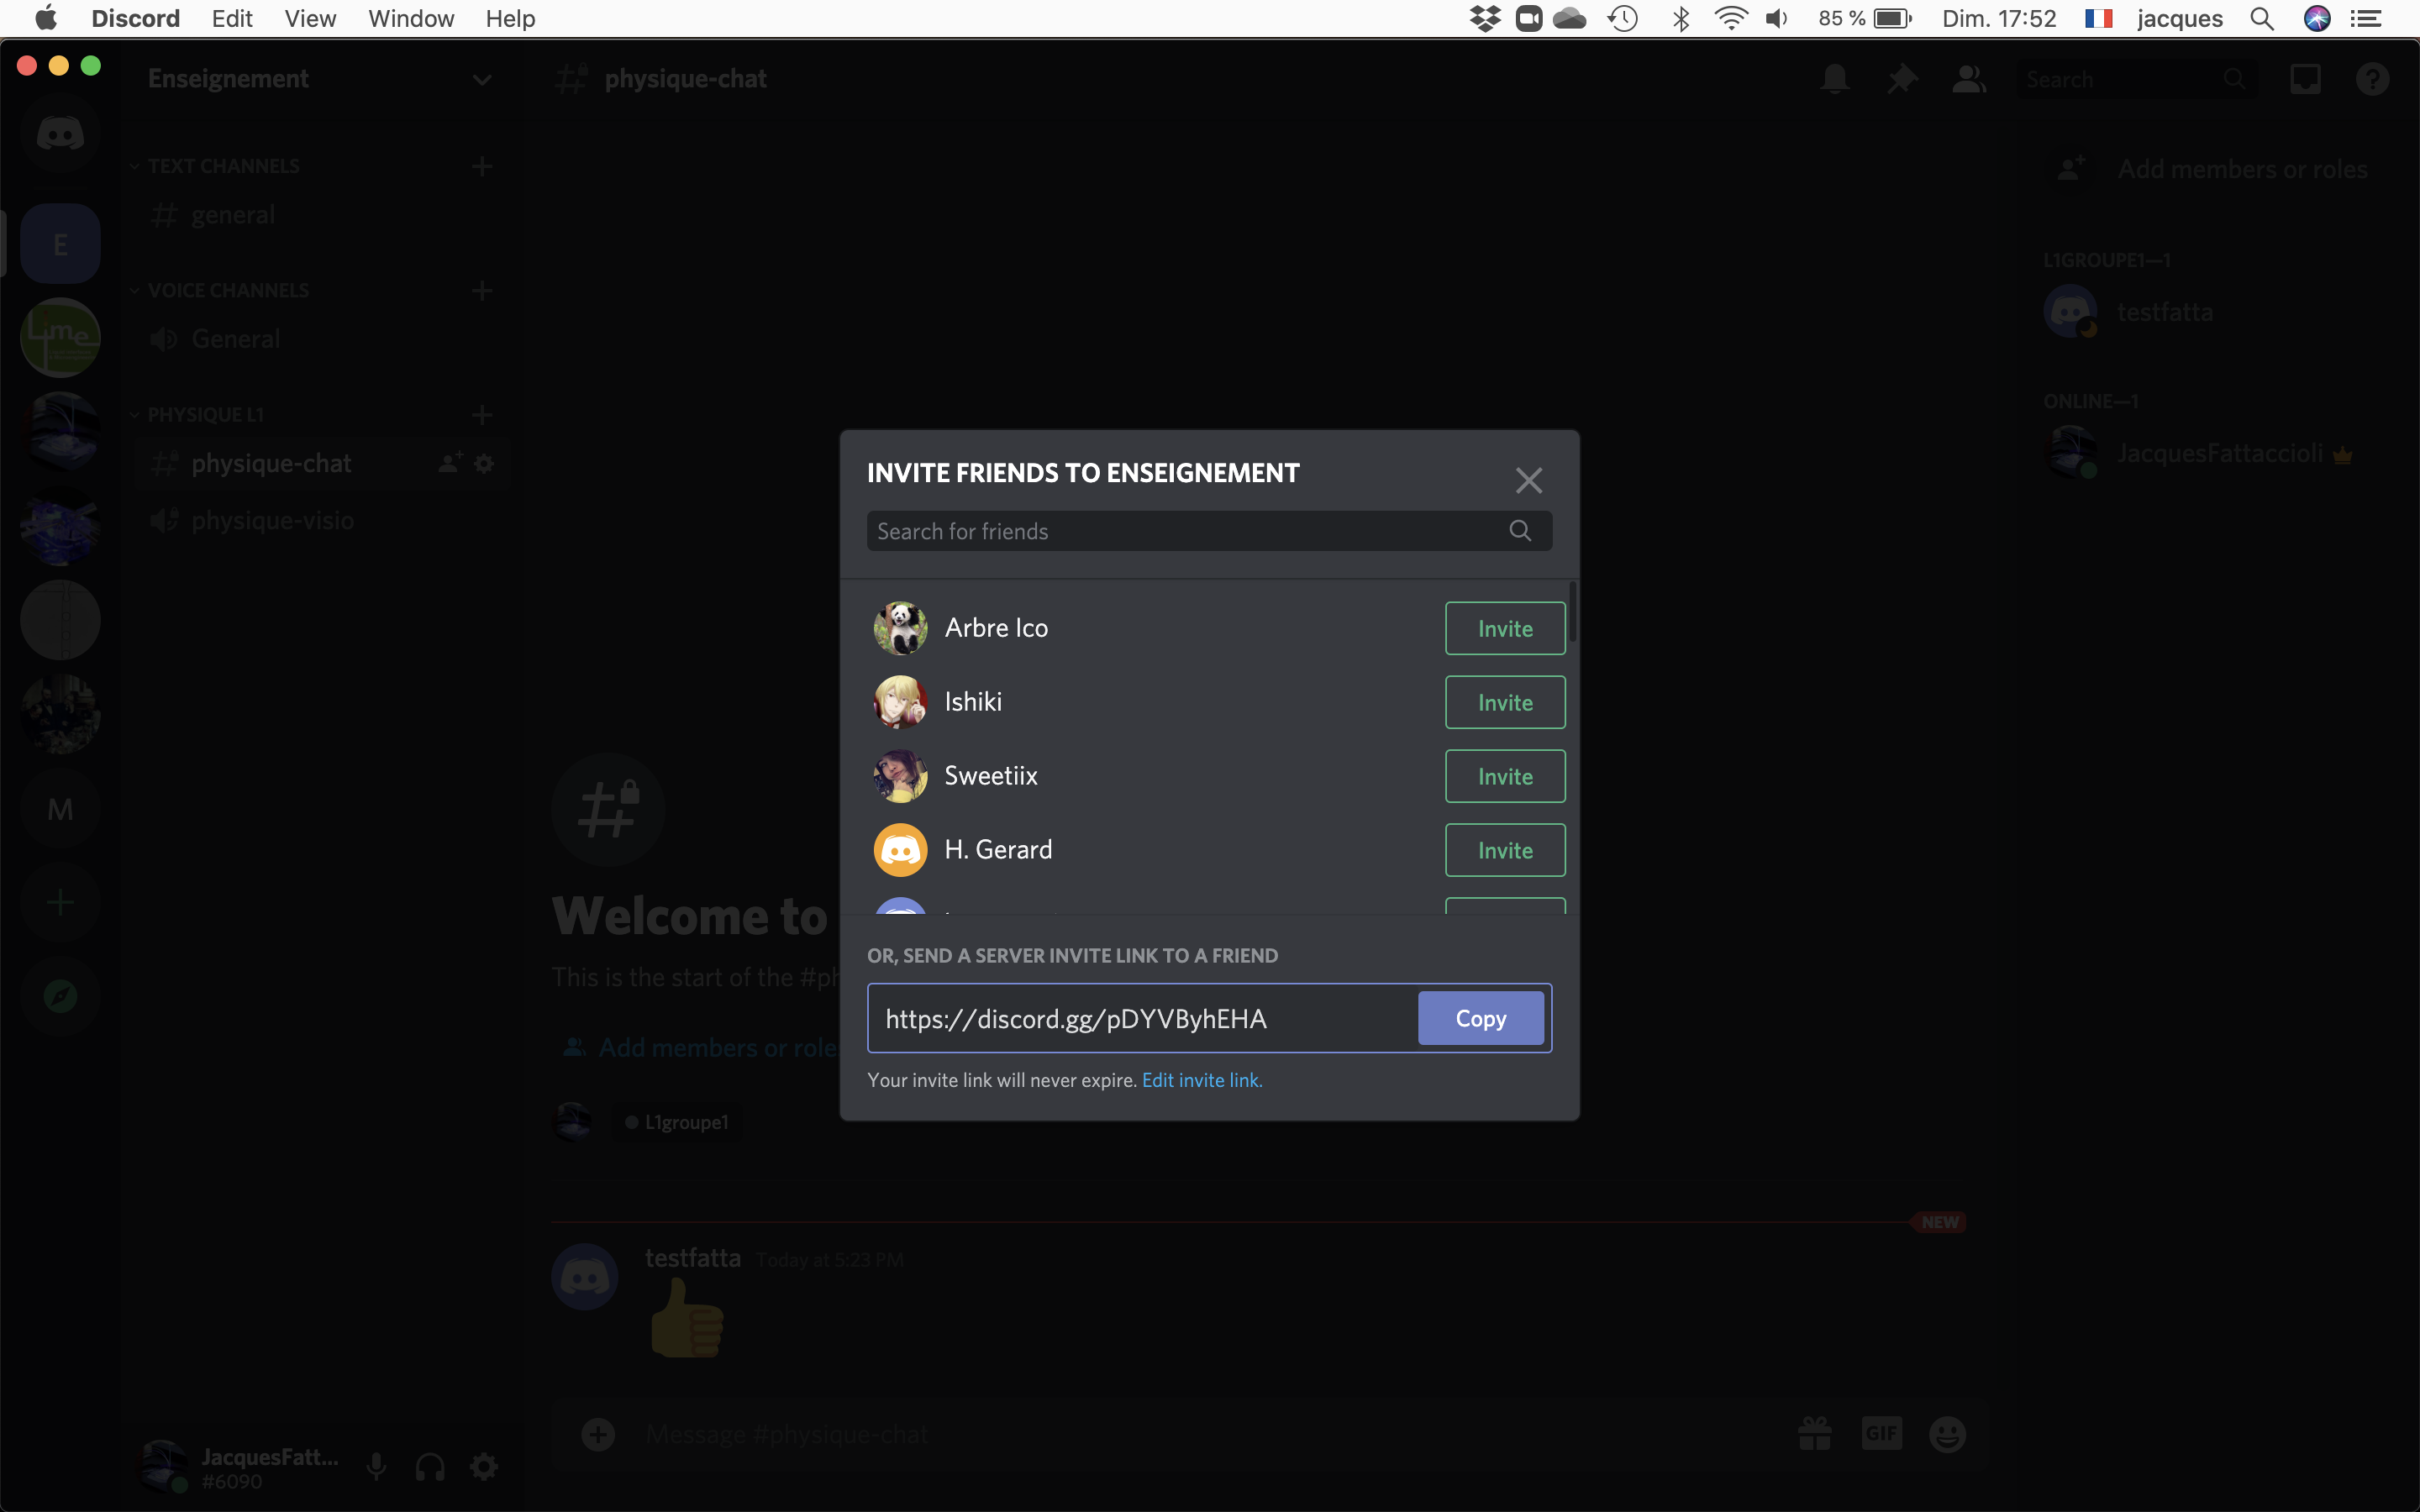 Discord Edit View Window Help 85 % Dim. 17:52 jacques
Enseignement
physique-chat
Search
TEXT CHANNELS
general
E
VOICE CHANNELS
General
Lime
PHYSIQUE L1
physique-chat
physique-visio
M
Add members or roles
L1GROUPE1—1
testfatta
ONLINE—1
JacquesFattaccioli
INVITE FRIENDS TO ENSEIGNEMENT
Search for friends
Arbre Ico Invite
Ishiki Invite
Sweetiix Invite
H. Gerard Invite
OR, SEND A SERVER INVITE LINK TO A FRIEND
https://discord.gg/pDYVByhEHA Copy
Your invite link will never expire. Edit invite link.
Welcome to
This is the start of the #ph
Add members or role
L1groupe1
NEW
testfatta Today at 5:23 PM
Message #physique-chat
GIF
JacquesFatt...
#6090